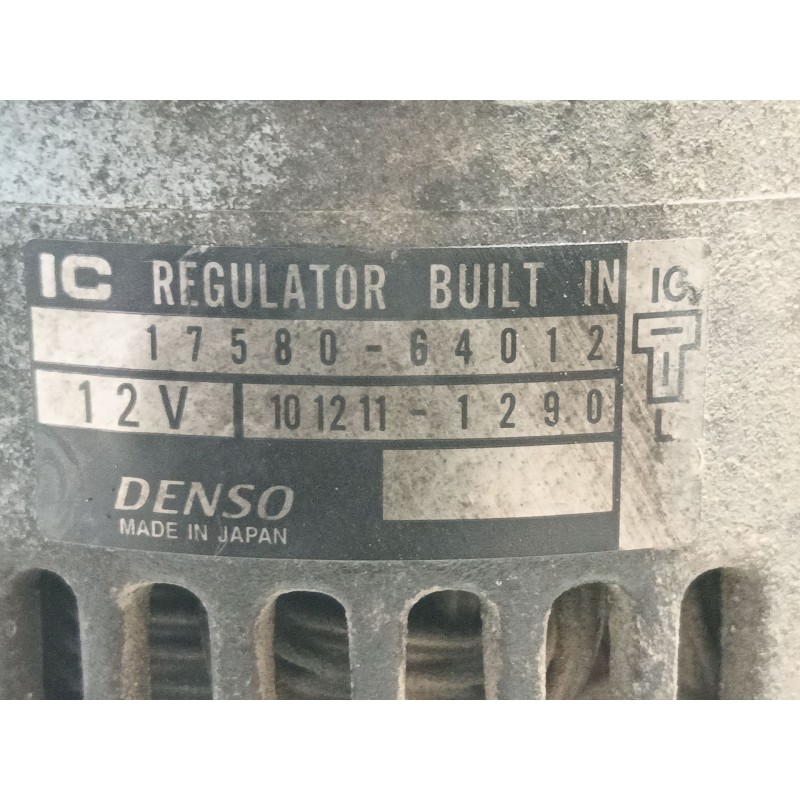 IC REGULATOR BUILT IN
17580-64012
12V 101211-1290
DENSO
MADE IN JAPAN
IG
L